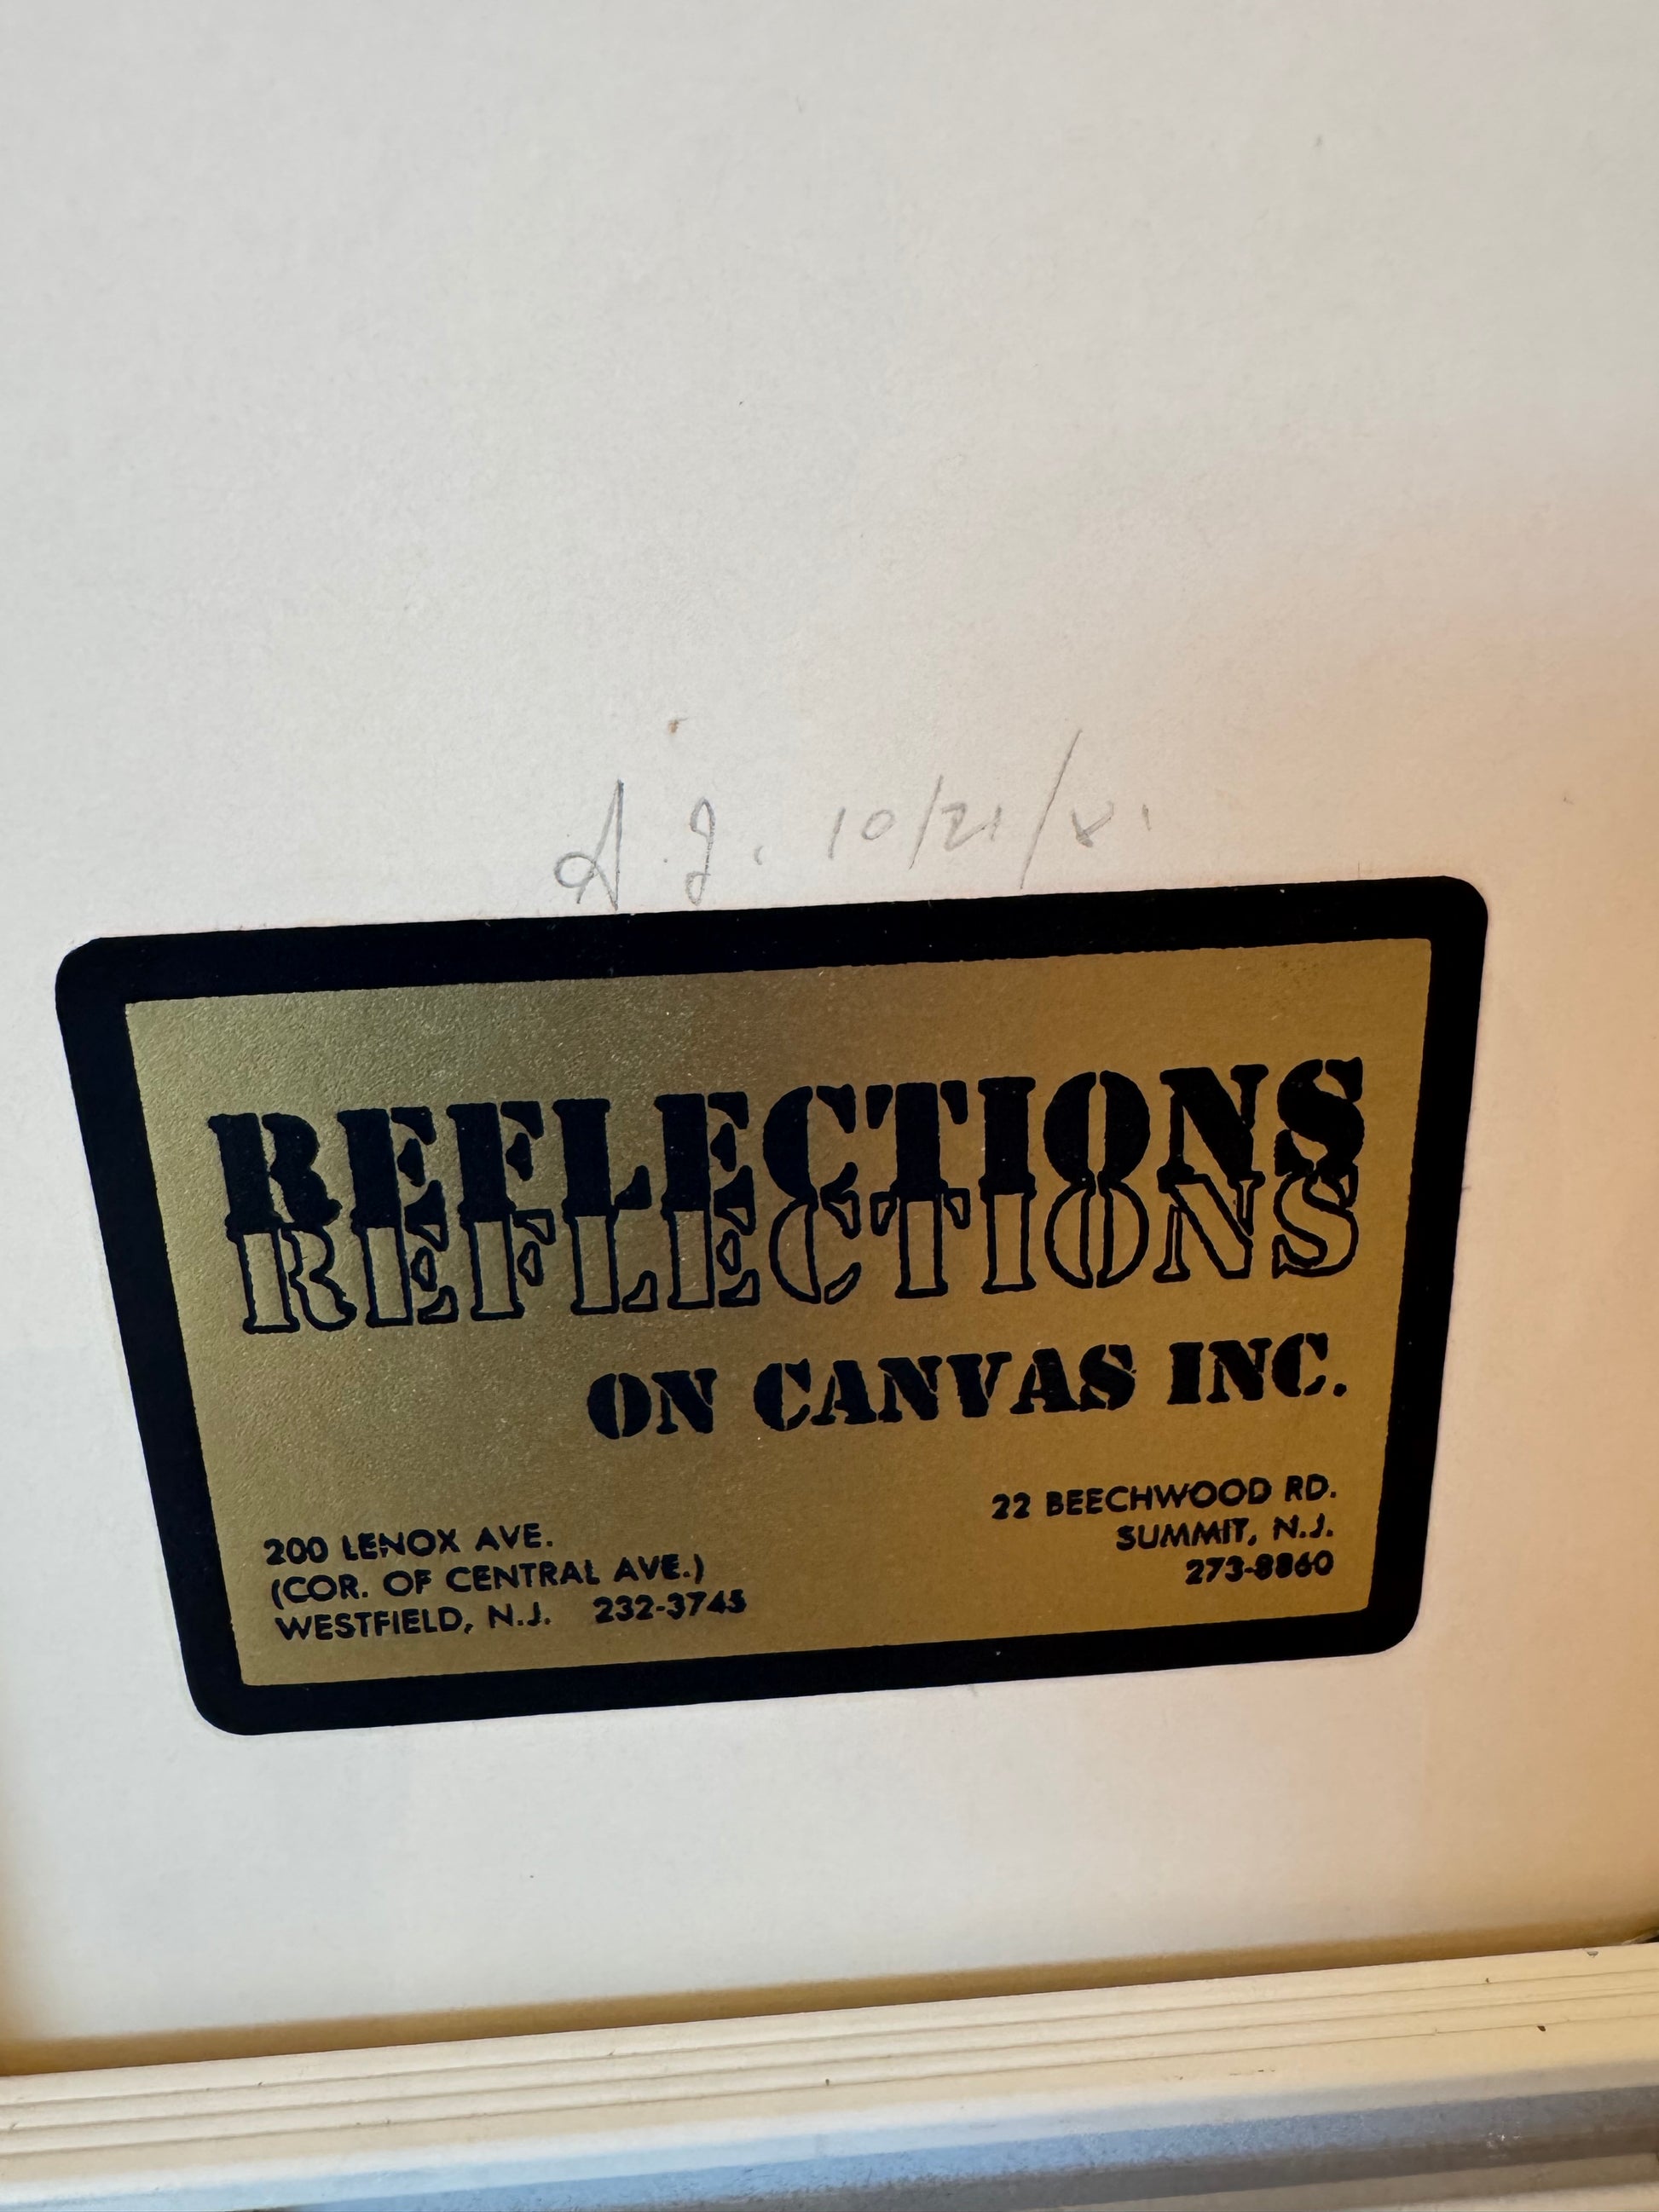 10/21/
REFLECTIONS
REFLECTIONS
ON CANVAS INC.
200 LENOX AVE.
(COR. OF CENTRAL AVE.)
WESTFIELD, N.J. 232-3745
22 BEECHWOOD RD.
SUMMIT, N.J.
273-8860